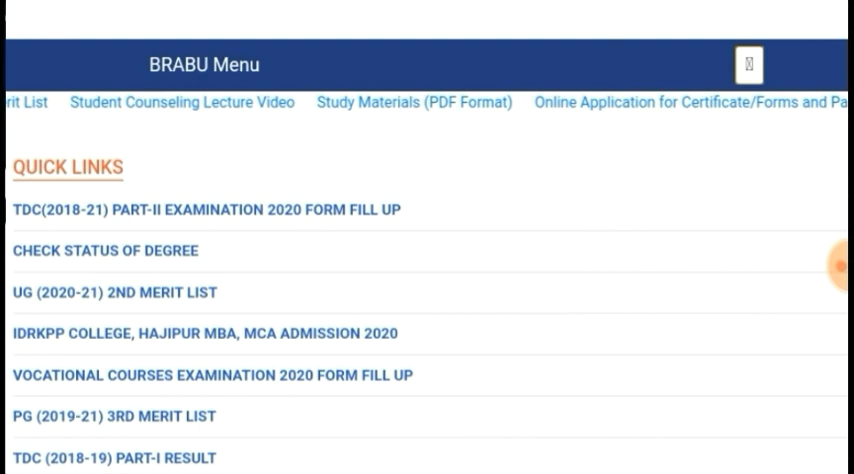 BRABU Menu
rit List Student Counseling Lecture Video Study Materials (PDF Format) Online Application for Certificate/Forms and Pa
QUICK LINKS
TDC(2018-21) PART-II EXAMINATION 2020 FORM FILL UP
CHECK STATUS OF DEGREE
UG (2020-21) 2ND MERIT LIST
IDRKPP COLLEGE, HAJIPUR MBA, MCA ADMISSION 2020
VOCATIONAL COURSES EXAMINATION 2020 FORM FILL UP
PG (2019-21) 3RD MERIT LIST
TDC (2018-19) PART-I RESULT